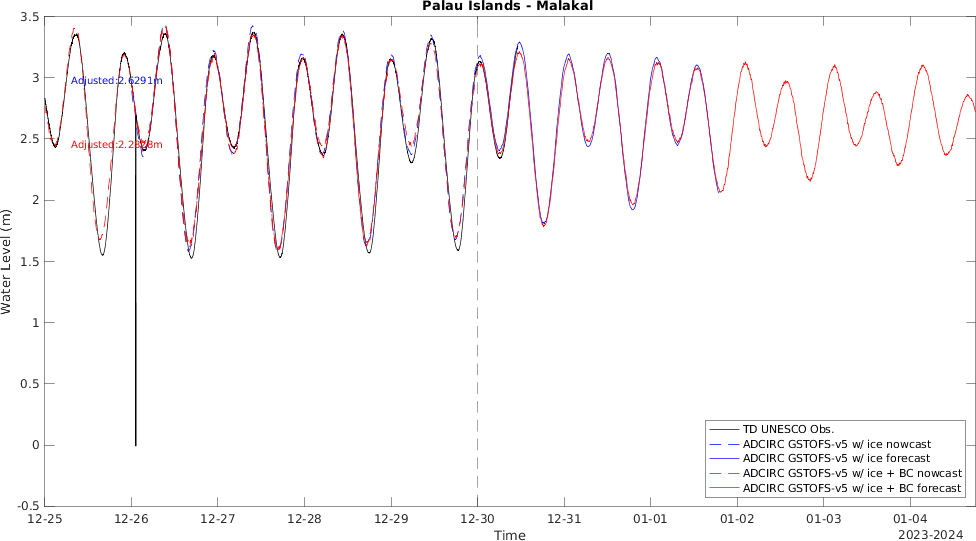 Palau Islands - Malakal
3.5
3
2.5
2
1.5
1
0.5
0
-0.5
Water Level (m)
Adjusted:2.6291m
Adjusted:2.2828m
12-25 12-26 12-27 12-28 12-29 12-30 12-31 01-01 01-02 01-03 01-04
Time
2023-2024
TD UNESCO Obs.
ADCIRC GSTOFS-v5 w/ ice nowcast
ADCIRC GSTOFS-v5 w/ ice forecast
ADCIRC GSTOFS-v5 w/ ice + BC nowcast
ADCIRC GSTOFS-v5 w/ ice + BC forecast